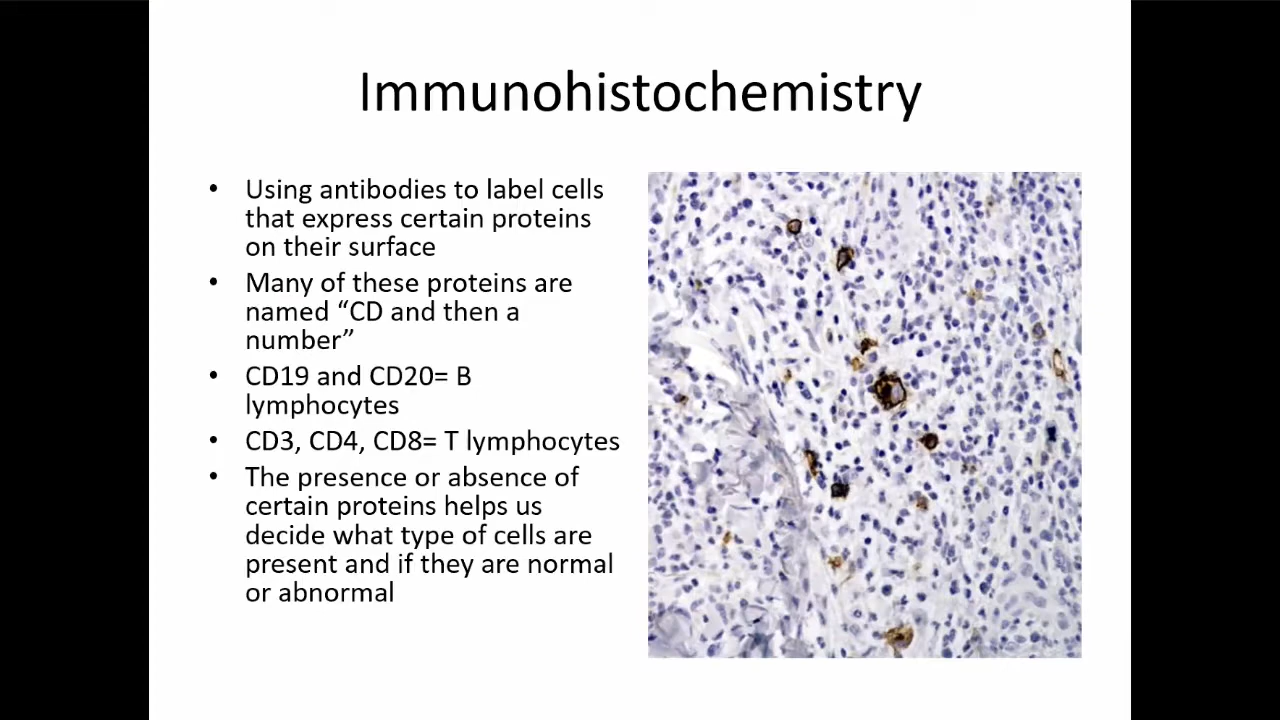 Immunohistochemistry
• Using antibodies to label cells
that express certain proteins
on their surface
• Many of these proteins are
named “CD and then a
number”
• CD19 and CD20= B
lymphocytes
• CD3, CD4, CD8= T lymphocytes
• The presence or absence of
certain proteins helps us
decide what type of cells are
present and if they are normal
or abnormal